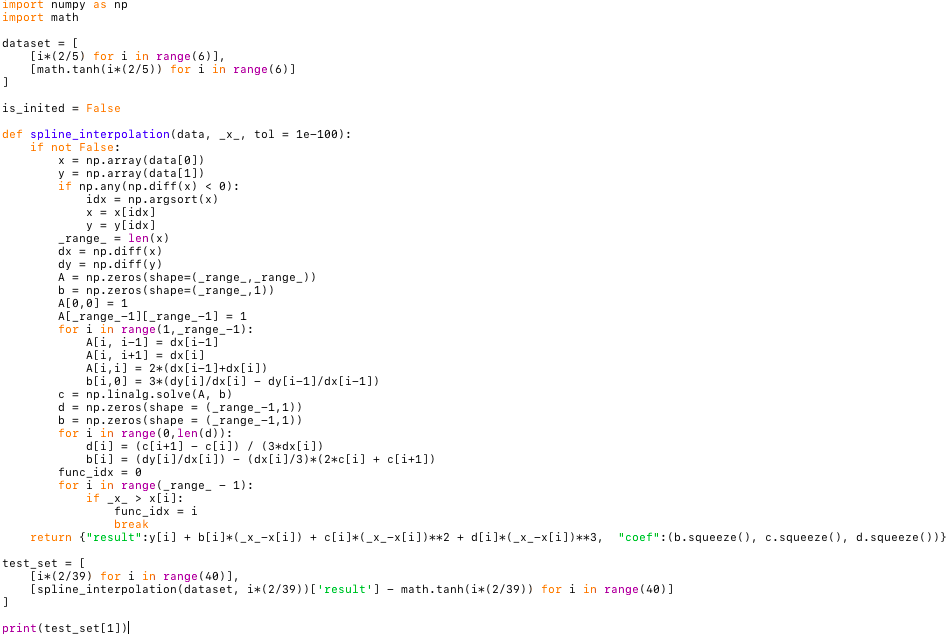 import numpy as np
import math

dataset = [
    [i*(2/5) for i in range(6)],
    [math.tanh(i*(2/5)) for i in range(6)]
]

is_inited = False

def spline_interpolation(data, _x_, tol = 1e-100):
    if not False:
        x = np.array(data[0])
        y = np.array(data[1])
        if np.any(np.diff(x) < 0):
            idx = np.argsort(x)
            x = x[idx]
            y = y[idx]
        _range_ = len(x)
        dx = np.diff(x)
        dy = np.diff(y)
        A = np.zeros(shape=(_range_,_range_))
        b = np.zeros(shape=(_range_,1))
        A[0,0] = 1
        A[_range_-1][_range_-1] = 1
        for i in range(1,_range_-1):
            A[i, i-1] = dx[i-1]
            A[i, i+1] = dx[i]
            A[i,i] = 2*(dx[i-1]+dx[i])
            b[i,0] = 3*(dy[i]/dx[i] - dy[i-1]/dx[i-1])
        c = np.linalg.solve(A, b)
        d = np.zeros(shape = (_range_-1,1))
        b = np.zeros(shape = (_range_-1,1))
        for i in range(0,len(d)):
            d[i] = (c[i+1] - c[i]) / (3*dx[i])
            b[i] = (dy[i]/dx[i]) - (dx[i]/3)*(2*c[i] + c[i+1])
        func_idx = 0
        for i in range(_range_ - 1):
            if _x_ > x[i]:
                func_idx = i
                break
    return {"result":y[i] + b[i]*(_x_-x[i]) + c[i]*(_x_-x[i])**2 + d[i]*(_x_-x[i])**3,  "coef":(b.squeeze(), c.squeeze(), d.squeeze())}

test_set = [
    [i*(2/39) for i in range(40)],
    [spline_interpolation(dataset, i*(2/39))['result'] - math.tanh(i*(2/39)) for i in range(40)]
]

print(test_set[1])